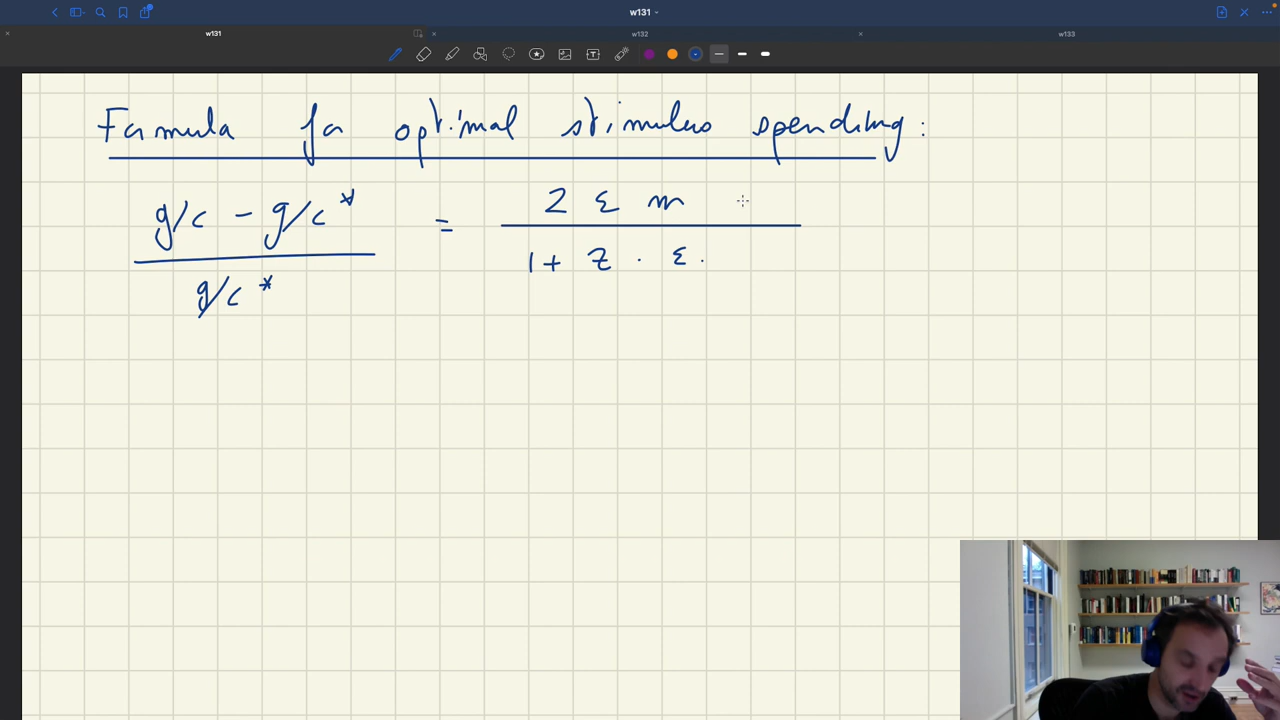 w131
w131 w132 w133
Formula for optimal stimulus spending:
g/c - g/c* / g/c* = 2 ε m / 1 + z · ε ·